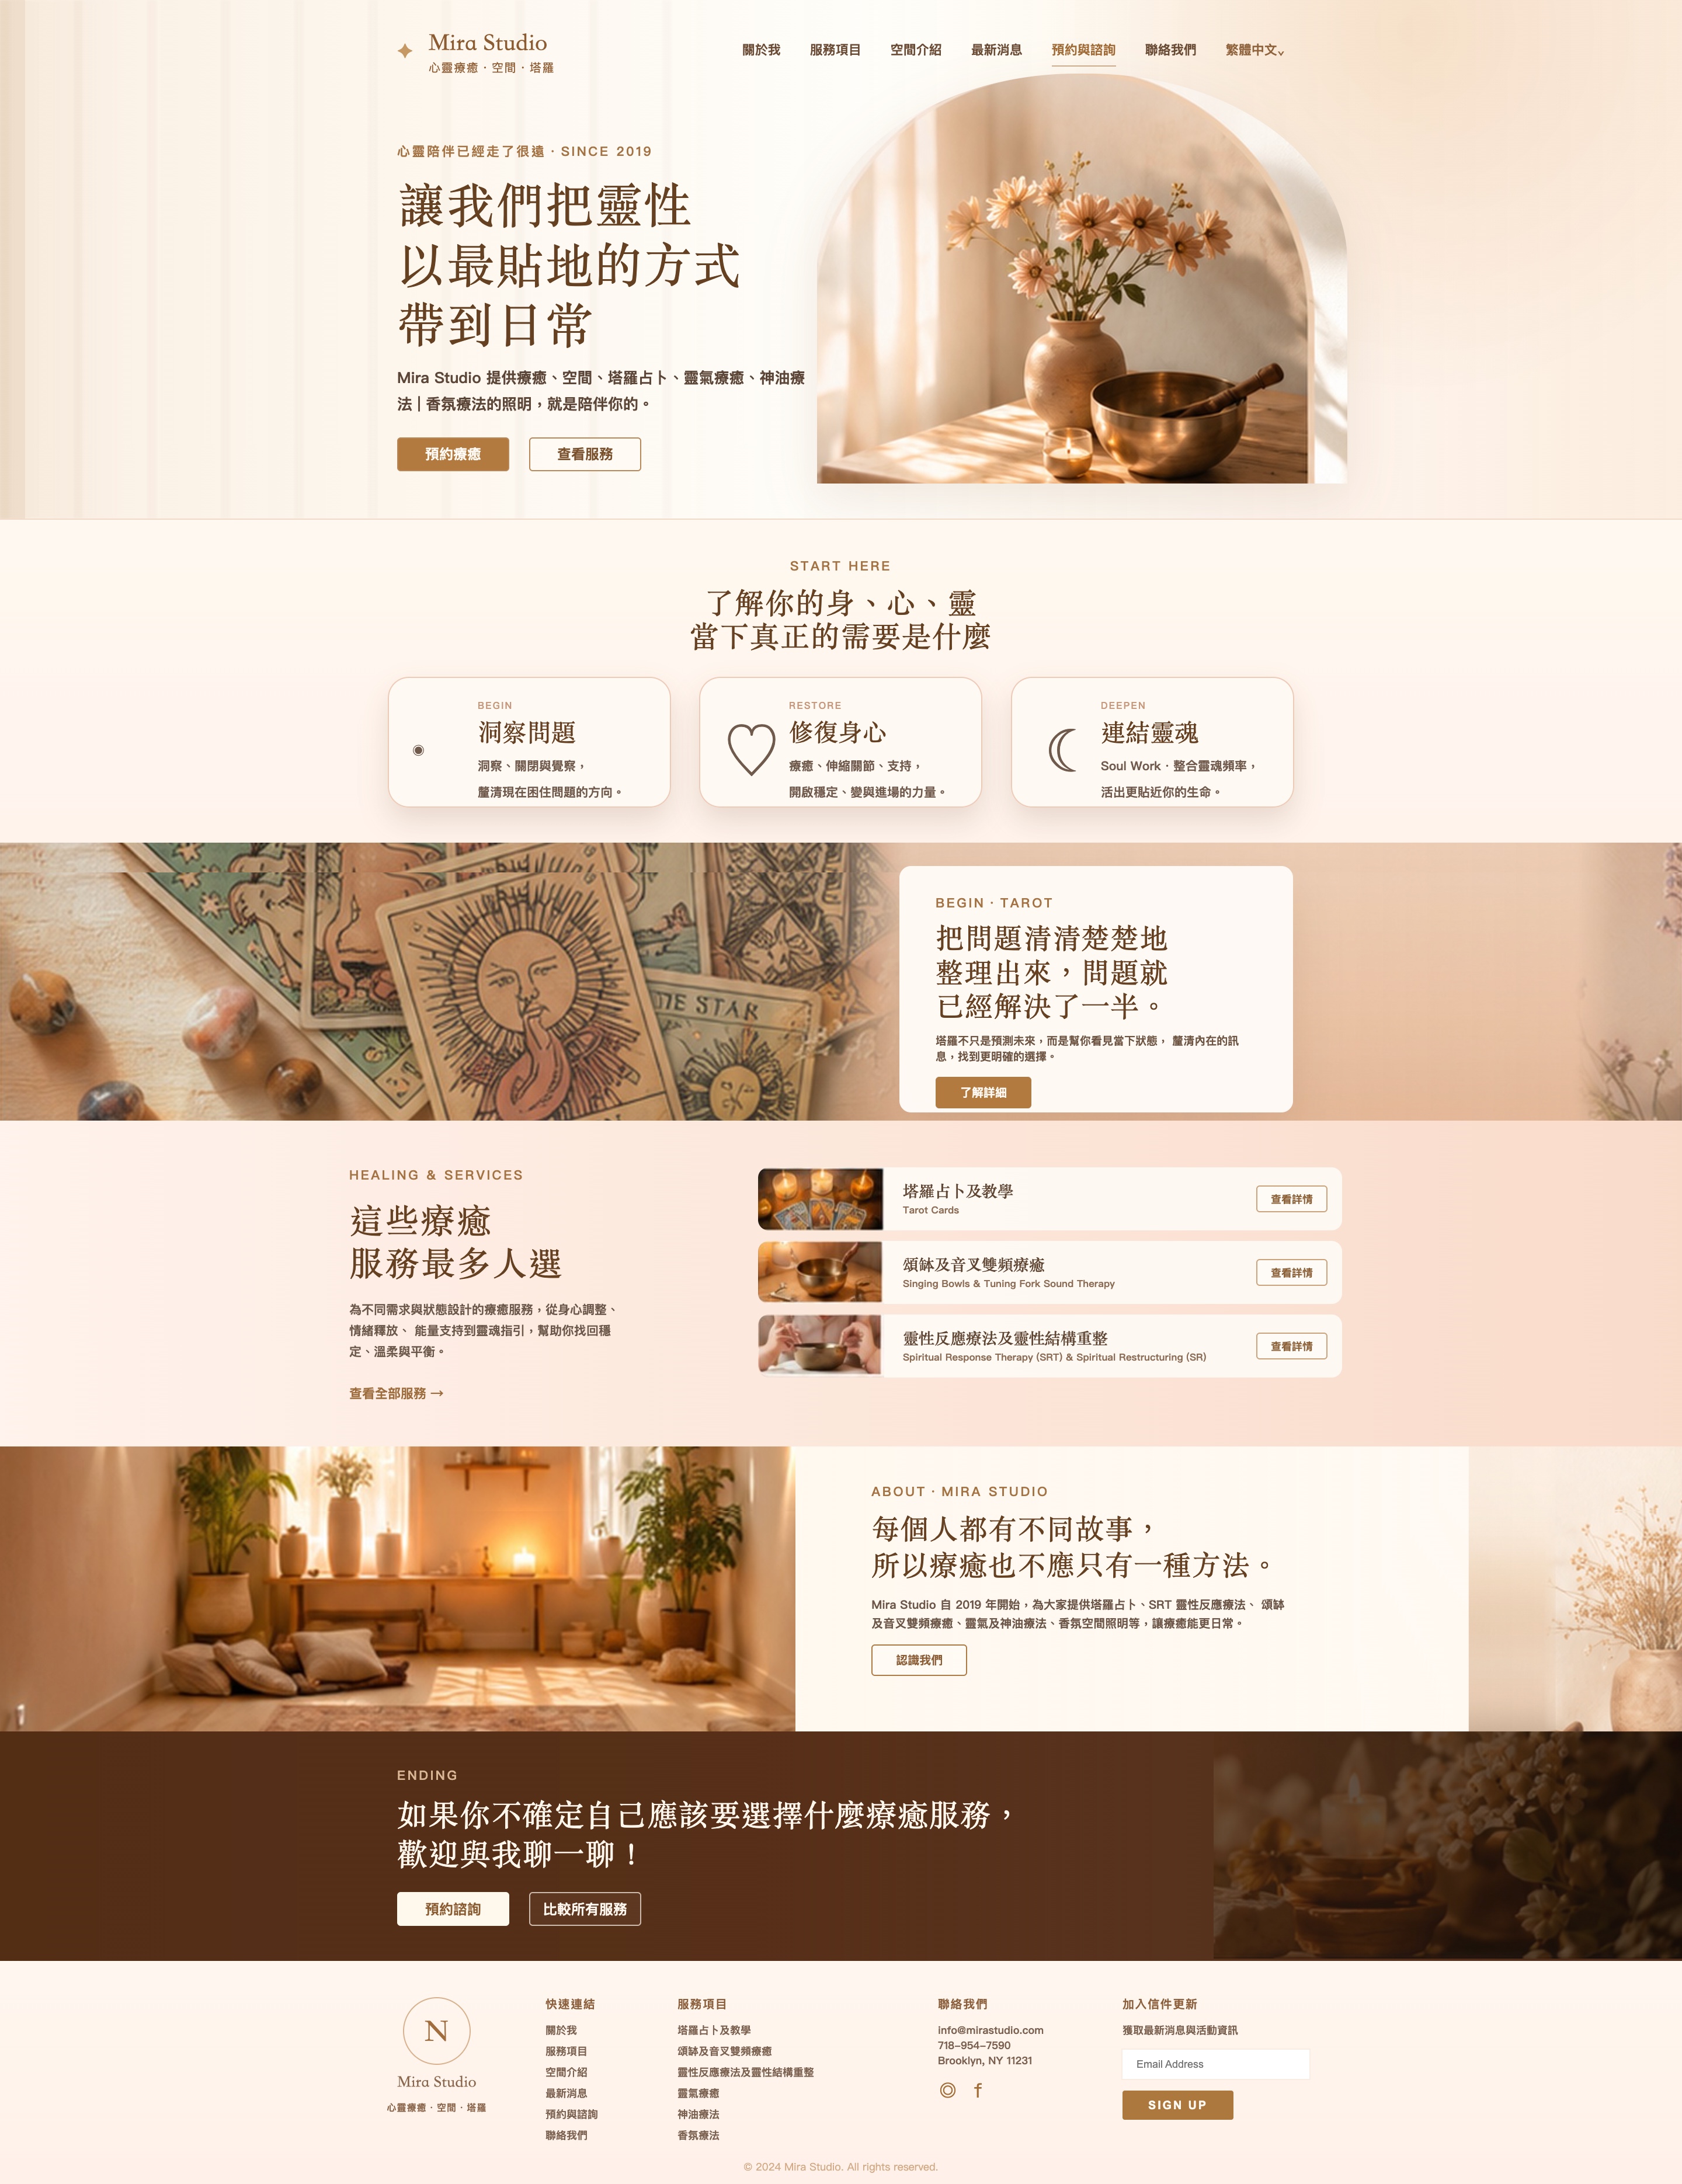 Mira Studio
心靈療癒·空間·塔羅
關於我 服務項目 空間介紹 最新消息 預約與諮詢 聯絡我們 繁體中文
心靈陪伴已經走了很遠 · SINCE 2019
讓我們把靈性
以最貼地的方式
帶到日常
Mira Studio 提供療癒、空間、塔羅占卜、靈氣療癒、神油療
法 | 香氛療法的照明，就是陪伴你的。
預約療癒 查看服務
START HERE
了解你的身、心、靈
當下真正的需要是什麼
BEGIN
洞察問題
洞察、關閉與覺察，
釐清現在困住問題的方向。
RESTORE
修復身心
療癒、伸縮關節、支持，
開啟穩定、變與進場的力量。
DEEPEN
連結靈魂
Soul Work · 整合靈魂頻率，
活出更貼近你的生命。
THE STAR
BEGIN · TAROT
把問題清清楚楚地
整理出來，問題就
已經解決了一半。
塔羅不只是預測未來，而是幫你看見當下狀態， 釐清內在的訊
息，找到更明確的選擇。
了解詳細
HEALING & SERVICES
這些療癒
服務最多人選
為不同需求與狀態設計的療癒服務，從身心調整、
情緒釋放、 能量支持到靈魂指引，幫助你找回穩
定、溫柔與平衡。
查看全部服務 →
塔羅占卜及教學
Tarot Cards
查看詳情
頌缽及音叉雙頻療癒
Singing Bowls & Tuning Fork Sound Therapy
查看詳情
靈性反應療法及靈性結構重整
Spiritual Response Therapy (SRT) & Spiritual Restructuring (SR)
查看詳情
ABOUT · MIRA STUDIO
每個人都有不同故事，
所以療癒也不應只有一種方法。
Mira Studio 自 2019 年開始，為大家提供塔羅占卜、SRT 靈性反應療法、 頌缽
及音叉雙頻療癒、靈氣及神油療法、香氛空間照明等，讓療癒能更日常。
認識我們
ENDING
如果你不確定自己應該要選擇什麼療癒服務，
歡迎與我聊一聊！
預約諮詢 比較所有服務
N
Mira Studio
心靈療癒·空間·塔羅
快速連結
關於我
服務項目
空間介紹
最新消息
預約與諮詢
聯絡我們
服務項目
塔羅占卜及教學
頌缽及音叉雙頻療癒
靈性反應療法及靈性結構重整
靈氣療癒
神油療法
香氛療法
聯絡我們
info@mirastudio.com
718-954-7590
Brooklyn, NY 11231
f
加入信件更新
獲取最新消息與活動資訊
Email Address
SIGN UP
© 2024 Mira Studio. All rights reserved.